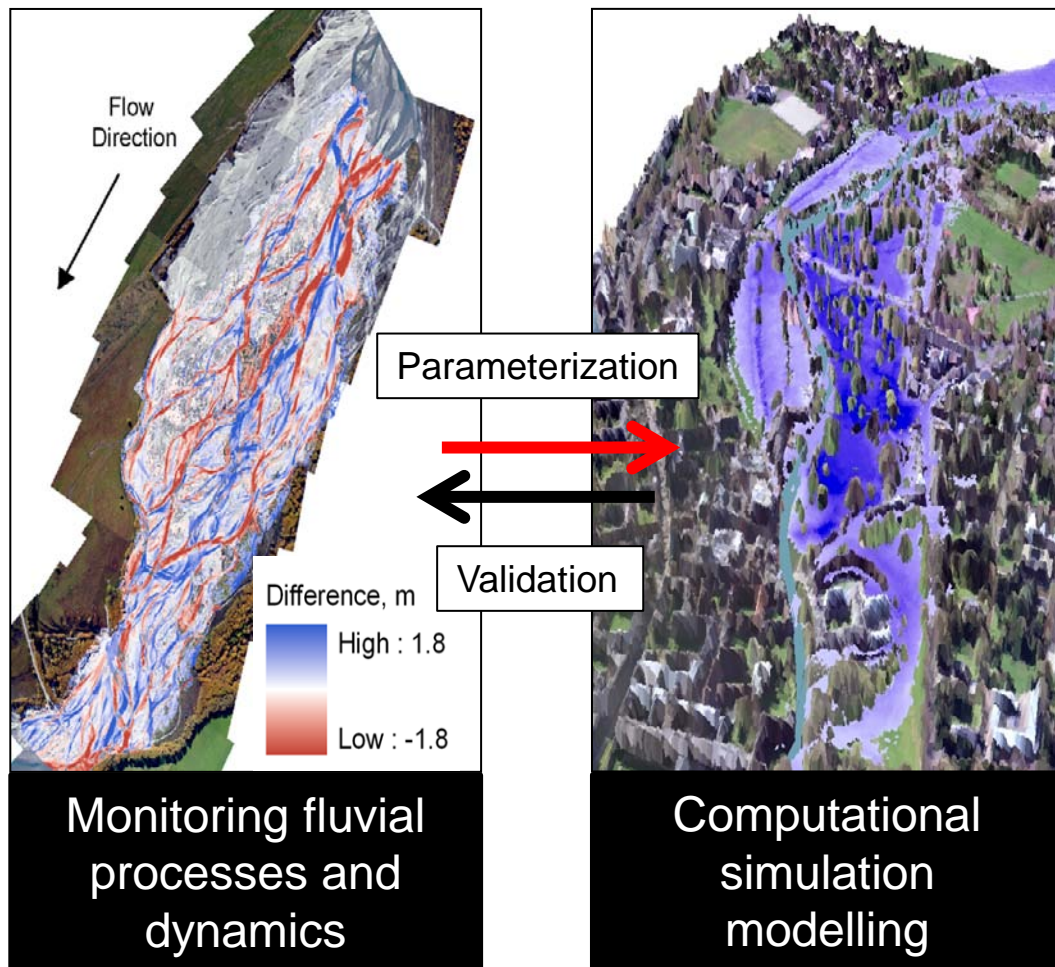 Flow
Direction
Parameterization
Validation
Difference, m
High : 1.8
Low : -1.8
Monitoring fluvial
processes and
dynamics
Computational
simulation
modelling